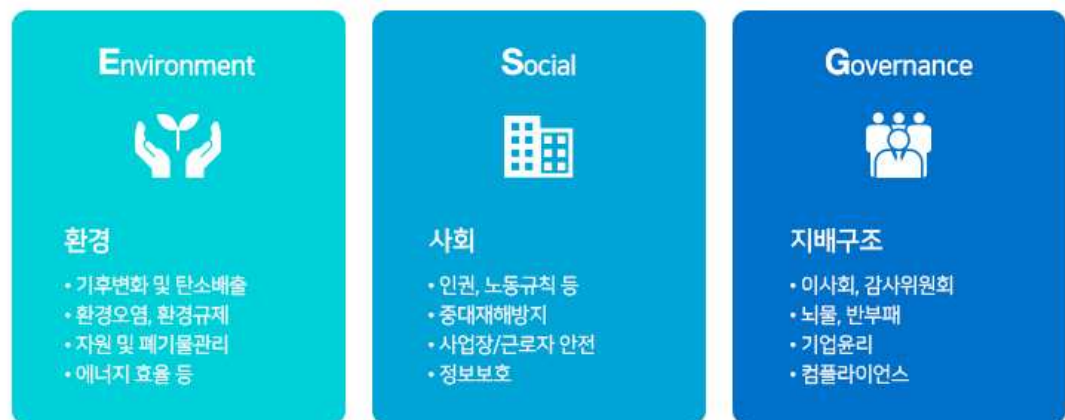 Environment
환경
• 기후변화 및 탄소배출
• 환경오염, 환경규제
• 자원 및 폐기물관리
• 에너지 효율 등
Social
사회
• 인권, 노동규칙 등
• 중대재해방지
• 사업장/근로자 안전
• 정보보호
Governance
지배구조
• 이사회, 감사위원회
• 뇌물, 반부패
• 기업윤리
• 컴플라이언스